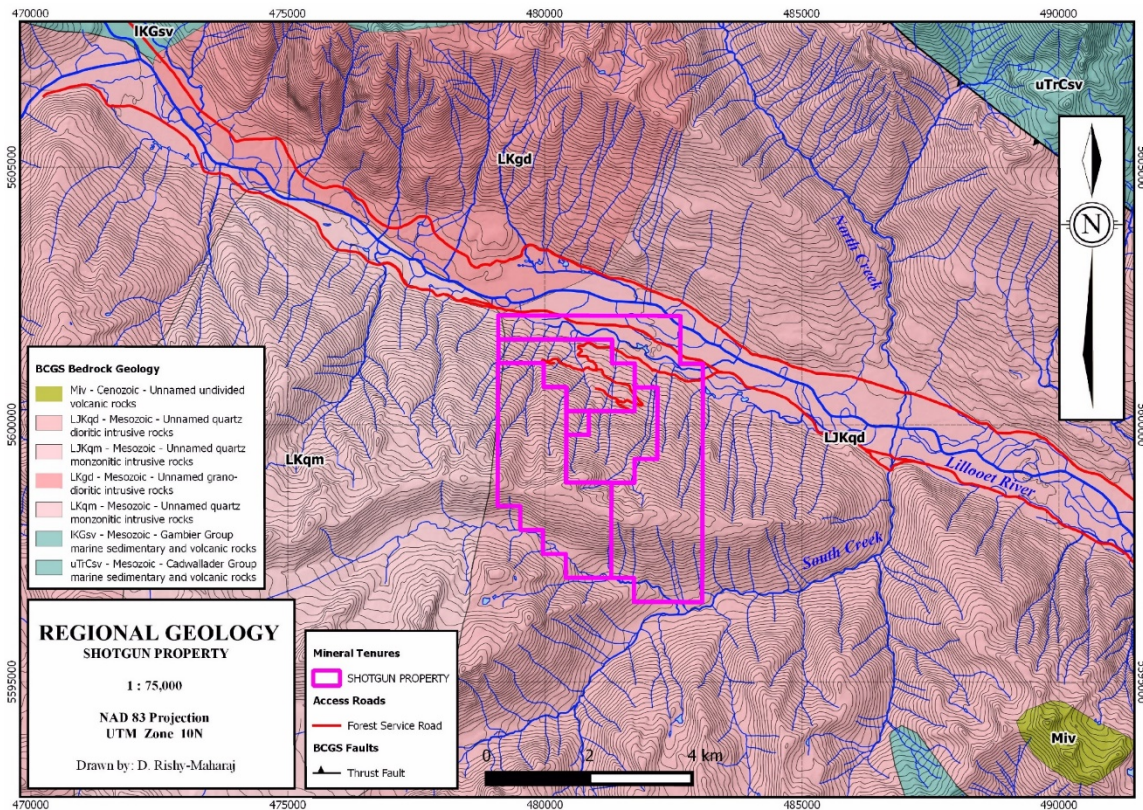 470000
475000
480000
485000
490000
lKGsv
uTrCsv
5605000
5605000
LKgd
North Creek
N
BCGS Bedrock Geology
Miv - Cenozoic - Unnamed undivided
volcanic rocks
LJKqd - Mesozoic - Unnamed quartz
dioritic intrusive rocks
LJKqm - Mesozoic - Unnamed quartz
monzonitic intrusive rocks
LKgd - Mesozoic - Unnamed grano-
dioritic intrusive rocks
LKqm - Mesozoic - Unnamed quartz
monzonitic intrusive rocks
lKGsv - Mesozoic - Gambier Group
marine sedimentary and volcanic rocks
uTrCsv - Mesozoic - Cadwallader Group
marine sedimentary and volcanic rocks
5600000
5600000
LKqm
LJKqd
Lillooet River
South Creek
REGIONAL GEOLOGY
SHOTGUN PROPERTY
1 : 75,000
NAD 83 Projection
UTM Zone 10N
Drawn by: D. Rishy-Maharaj
Mineral Tenures
SHOTGUN PROPERTY
Access Roads
Forest Service Road
BCGS Faults
Thrust Fault
5595000
5595000
0
2
4 km
Miv
470000
475000
480000
485000
490000